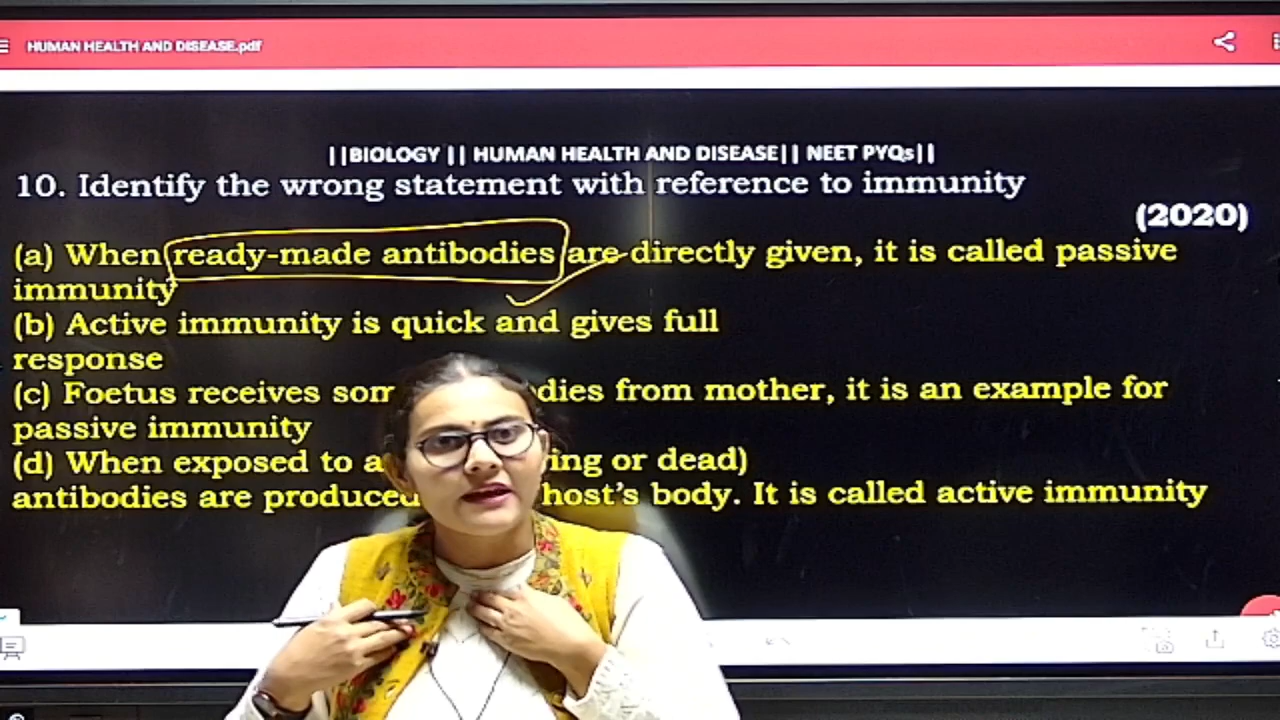 HUMAN HEALTH AND DISEASE.pdf
||BIOLOGY || HUMAN HEALTH AND DISEASE|| NEET PYQs||
10. Identify the wrong statement with reference to immunity
(2020)
(a) When ready-made antibodies are directly given, it is called passive
immunity
(b) Active immunity is quick and gives full
response
(c) Foetus receives from mother, it is an example for
passive immunity
(d) When exposed to or dead)
antibodies are produced host's body. It is called active immunity